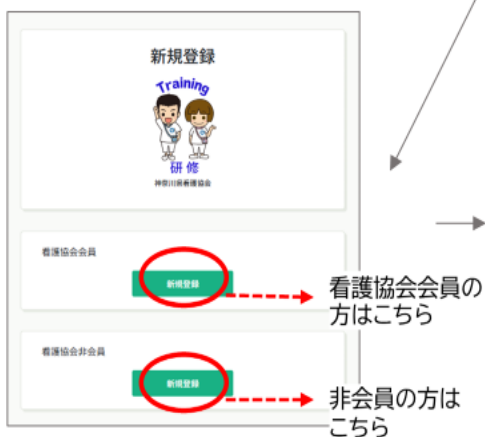 新規登録
Training
研修
神奈川県看護協会
看護協会会員
新規登録
看護協会会員の
方はこちら
看護協会非会員
新規登録
非会員の方は
こちら